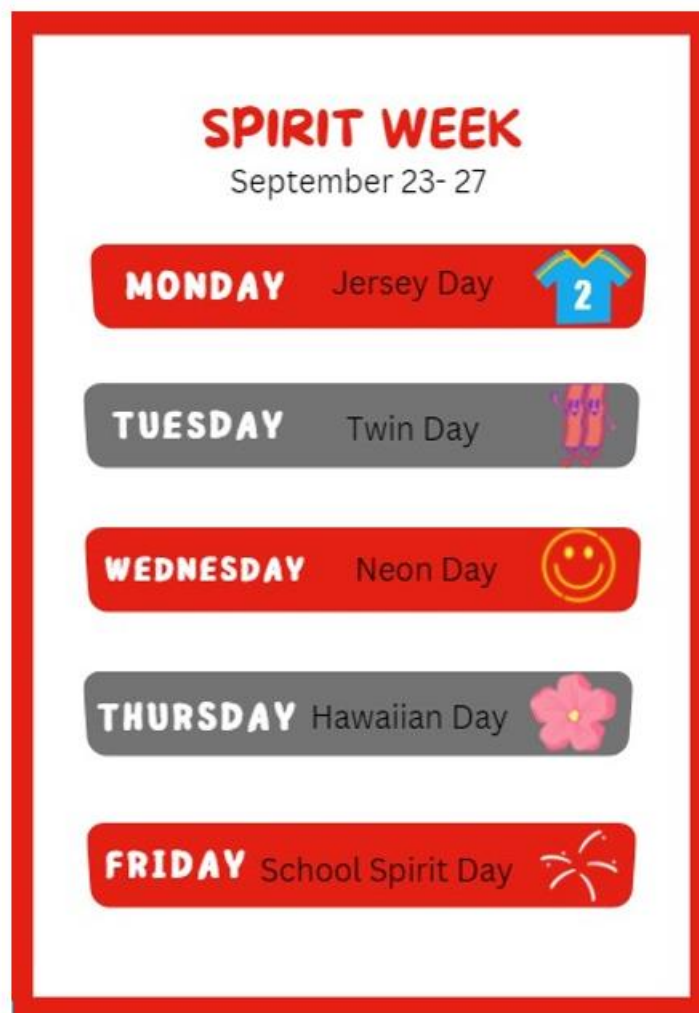 SPIRIT WEEK
September 23- 27
MONDAY Jersey Day 2
TUESDAY Twin Day
WEDNESDAY Neon Day
THURSDAY Hawaiian Day
FRIDAY School Spirit Day